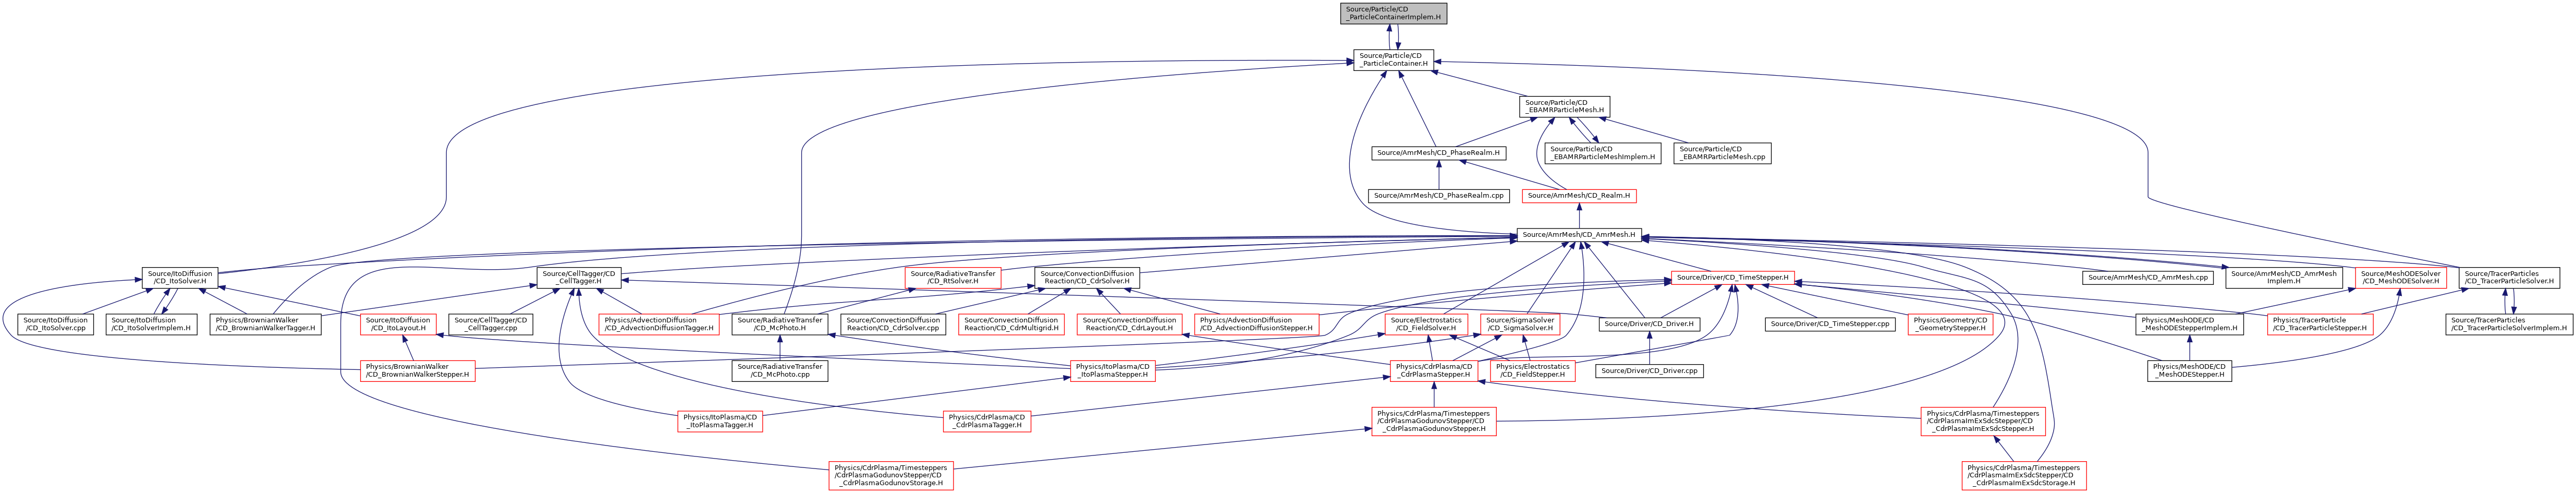 Source/Particle/CD
_ParticleContainerImplem.H
Source/Particle/CD
_ParticleContainer.H
Source/Particle/CD
_EBAMRParticleMesh.H
Source/AmrMesh/CD_PhaseRealm.H
Source/Particle/CD
_EBAMRParticleMeshImplem.H
Source/Particle/CD
_EBAMRParticleMesh.cpp
Source/AmrMesh/CD_PhaseRealm.cpp
Source/AmrMesh/CD_Realm.H
Source/AmrMesh/CD_AmrMesh.H
Source/ItoDiffusion
/CD_ItoSolver.H
Source/CellTagger/CD
_CellTagger.H
Source/RadiativeTransfer
/CD_RtSolver.H
Source/ConvectionDiffusion
Reaction/CD_CdrSolver.H
Source/Driver/CD_TimeStepper.H
Source/AmrMesh/CD_AmrMesh.cpp
Source/AmrMesh/CD_AmrMesh
Implem.H
Source/MeshODESolver
/CD_MeshODESolver.H
Source/TracerParticles
/CD_TracerParticleSolver.H
Source/ItoDiffusion
/CD_ItoSolver.cpp
Source/ItoDiffusion
/CD_ItoSolverImplem.H
Physics/BrownianWalker
/CD_BrownianWalkerTagger.H
Source/ItoDiffusion
/CD_ItoLayout.H
Source/CellTagger/CD
_CellTagger.cpp
Physics/AdvectionDiffusion
/CD_AdvectionDiffusionTagger.H
Source/RadiativeTransfer
/CD_McPhoto.H
Source/ConvectionDiffusion
Reaction/CD_CdrSolver.cpp
Source/ConvectionDiffusion
Reaction/CD_CdrMultigrid.H
Source/ConvectionDiffusion
Reaction/CD_CdrLayout.H
Physics/AdvectionDiffusion
/CD_AdvectionDiffusionStepper.H
Source/Electrostatics
/CD_FieldSolver.H
Source/SigmaSolver
/CD_SigmaSolver.H
Source/Driver/CD_Driver.H
Source/Driver/CD_TimeStepper.cpp
Physics/Geometry/CD
_GeometryStepper.H
Physics/MeshODE/CD
_MeshODEStepperImplem.H
Physics/TracerParticle
/CD_TracerParticleStepper.H
Source/TracerParticles
/CD_TracerParticleSolverImplem.H
Physics/BrownianWalker
/CD_BrownianWalkerStepper.H
Source/RadiativeTransfer
/CD_McPhoto.cpp
Physics/ItoPlasma/CD
_ItoPlasmaStepper.H
Physics/CdrPlasma/CD
_CdrPlasmaStepper.H
Physics/Electrostatics
/CD_FieldStepper.H
Source/Driver/CD_Driver.cpp
Physics/MeshODE/CD
_MeshODEStepper.H
Physics/ItoPlasma/CD
_ItoPlasmaTagger.H
Physics/CdrPlasma/CD
_CdrPlasmaTagger.H
Physics/CdrPlasma/Timesteppers
/CdrPlasmaGodunovStepper/CD
_CdrPlasmaGodunovStepper.H
Physics/CdrPlasma/Timesteppers
/CdrPlasmaImExSdcStepper/CD
_CdrPlasmaImExSdcStepper.H
Physics/CdrPlasma/Timesteppers
/CdrPlasmaGodunovStepper/CD
_CdrPlasmaGodunovStorage.H
Physics/CdrPlasma/Timesteppers
/CdrPlasmaImExSdcStepper/CD
_CdrPlasmaImExSdcStorage.H